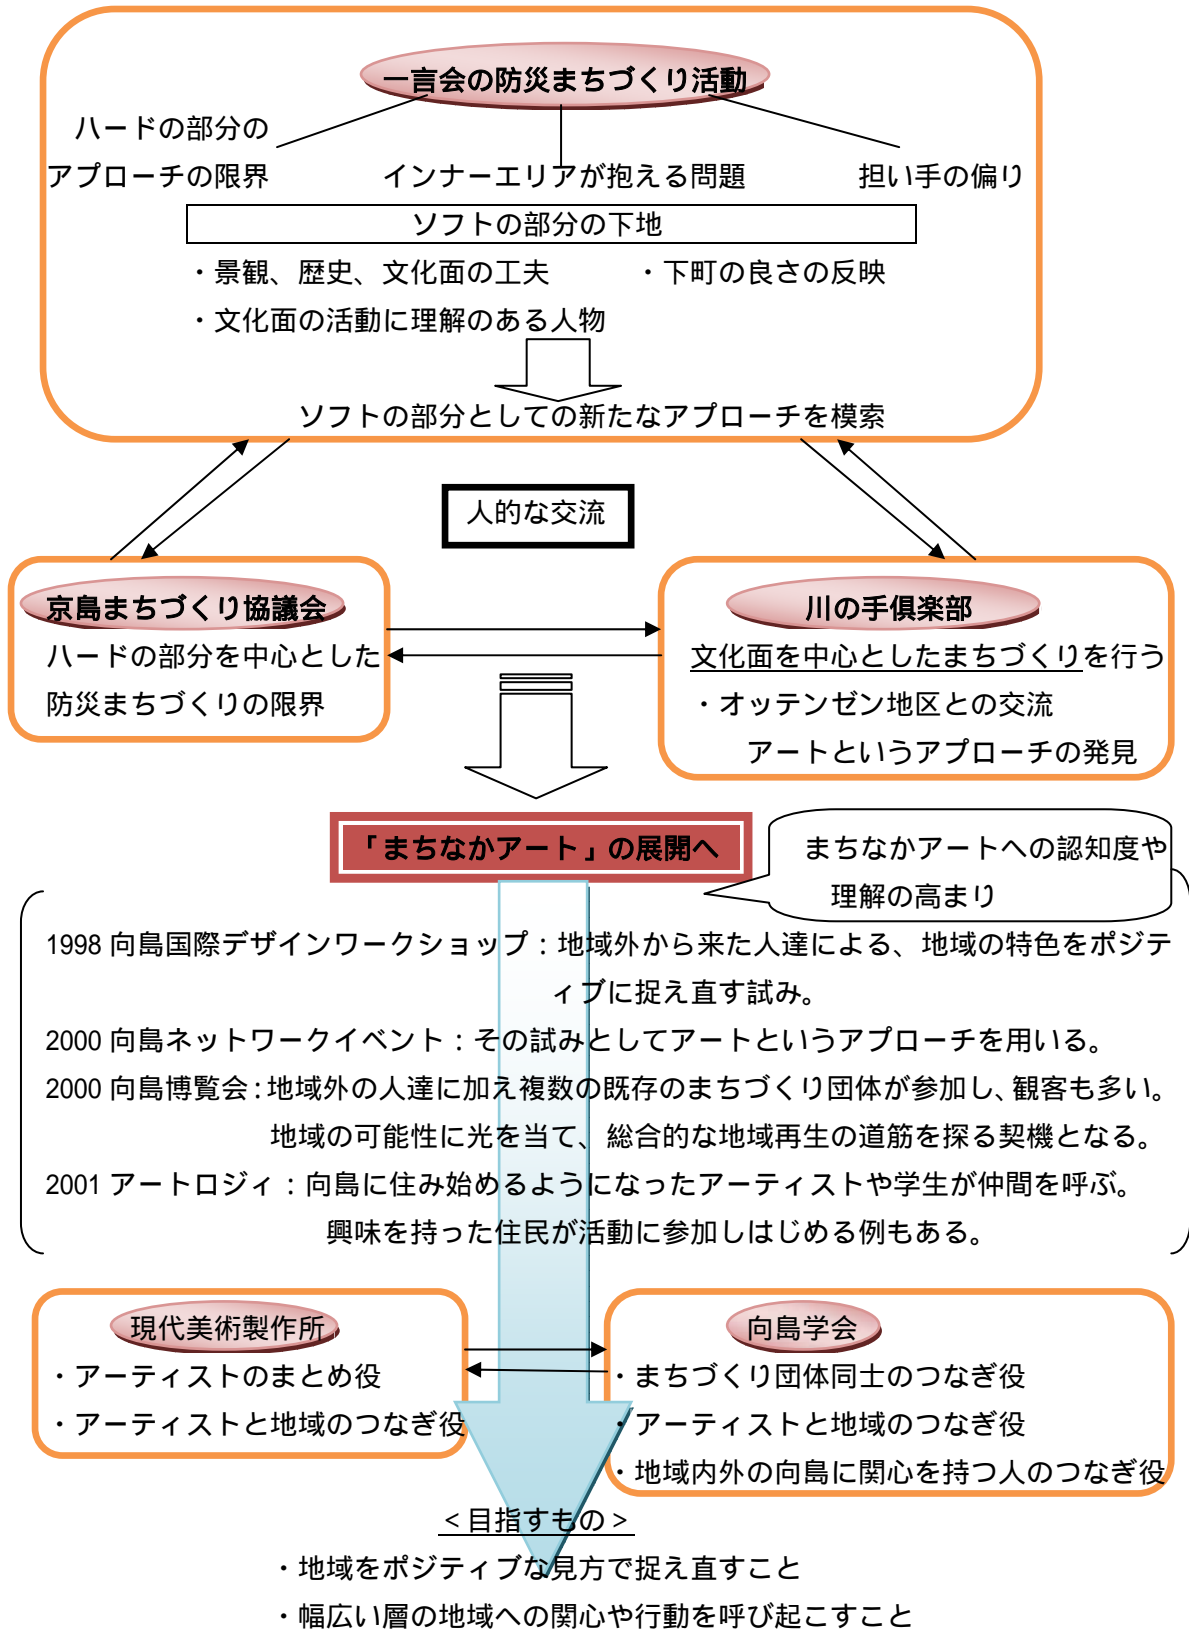 一言会の防災まちづくり活動
ハードの部分の
アプローチの限界
インナーエリアが抱える問題
担い手の偏り
ソフトの部分の下地
・景観、歴史、文化面の工夫
・下町の良さの反映
・文化面の活動に理解のある人物
ソフトの部分としての新たなアプローチを模索
人的な交流
京島まちづくり協議会
ハードの部分を中心とした
防災まちづくりの限界
川の手倶楽部
文化面を中心としたまちづくりを行う
・オッテンゼン地区との交流
アートというアプローチの発見
「まちなかアート」の展開へ
まちなかアートへの認知度や
理解の高まり
1998 向島国際デザインワークショップ：地域外から来た人達による、地域の特色をポジテ
ィブに捉え直す試み。
2000 向島ネットワークイベント：その試みとしてアートというアプローチを用いる。
2000 向島博覧会：地域外の人達に加え複数の既存のまちづくり団体が参加し、観客も多い。
地域の可能性に光を当て、総合的な地域再生の道筋を探る契機となる。
2001 アートロジィ：向島に住み始めるようになったアーティストや学生が仲間を呼ぶ。
興味を持った住民が活動に参加しはじめる例もある。
現代美術製作所
・アーティストのまとめ役
・アーティストと地域のつなぎ役
向島学会
・まちづくり団体同士のつなぎ役
・アーティストと地域のつなぎ役
・地域内外の向島に関心を持つ人のつなぎ役
＜目指すもの＞
・地域をポジティブな見方で捉え直すこと
・幅広い層の地域への関心や行動を呼び起こすこと